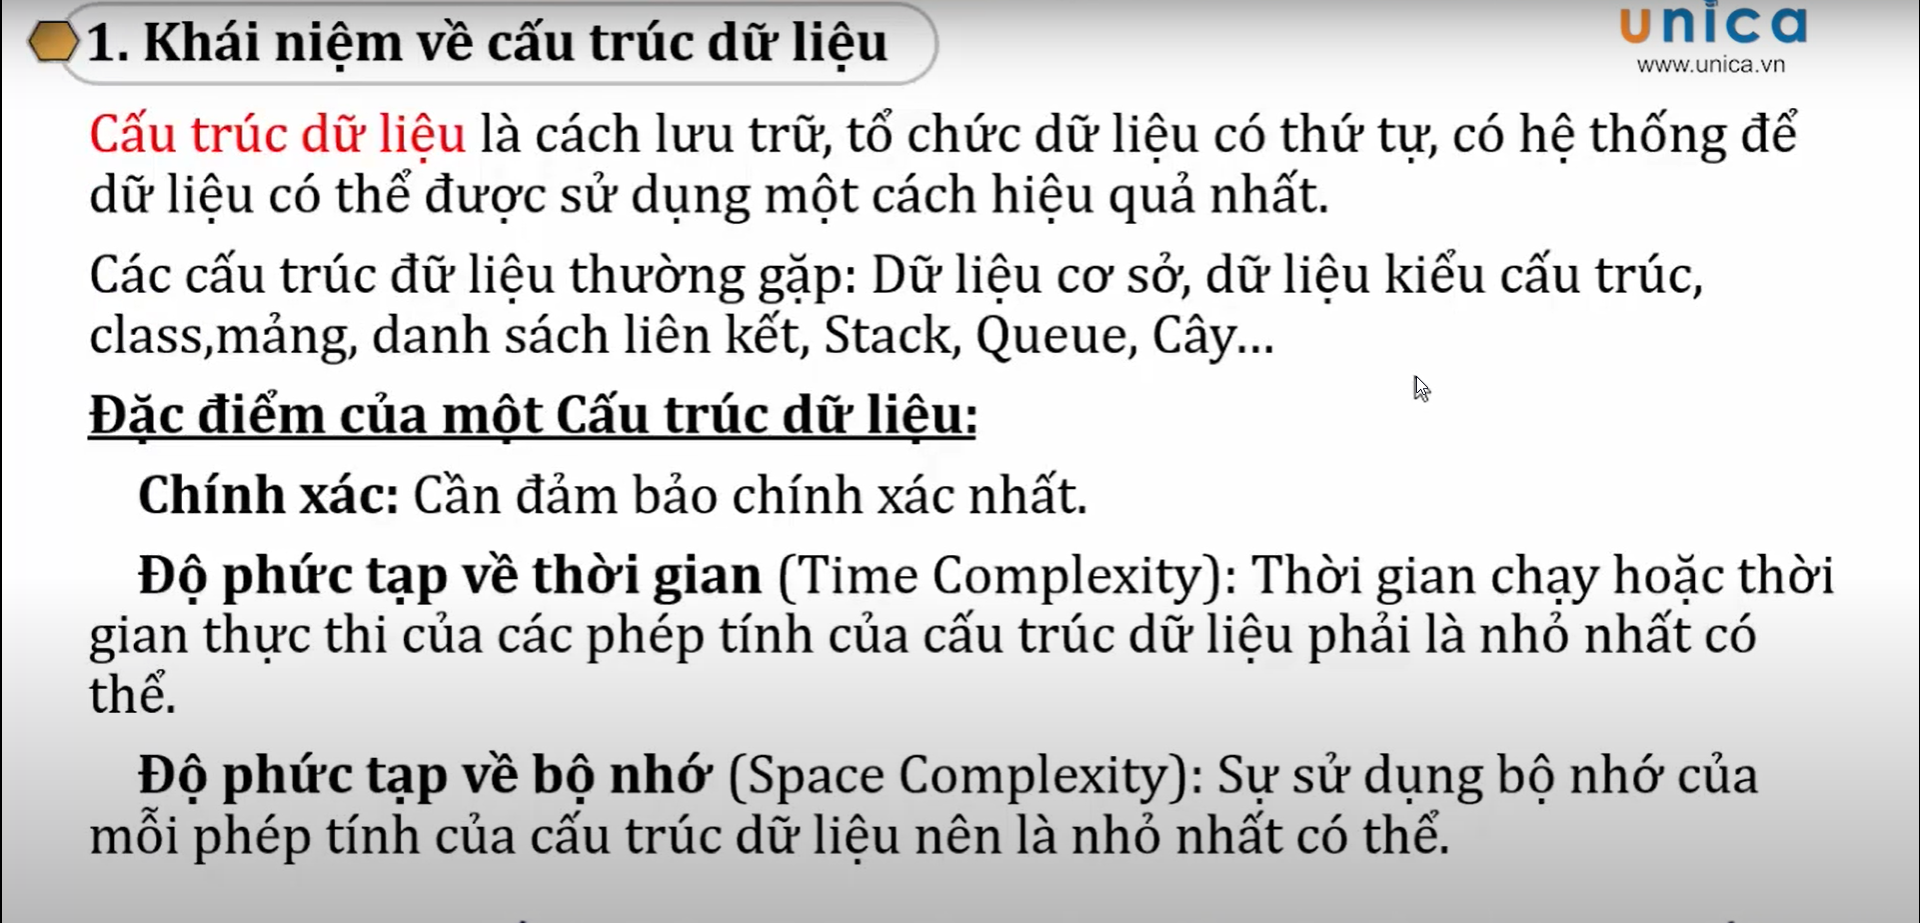 1. Khái niệm về cấu trúc dữ liệu
unica
www.unica.vn
Cấu trúc dữ liệu là cách lưu trữ, tổ chức dữ liệu có thứ tự, có hệ thống để
dữ liệu có thể được sử dụng một cách hiệu quả nhất.
Các cấu trúc đữ liệu thường gặp: Dữ liệu cơ sở, dữ liệu kiểu cấu trúc,
class,mảng, danh sách liên kết, Stack, Queue, Cây...
Đặc điểm của một Cấu trúc dữ liệu:
Chính xác: Cần đảm bảo chính xác nhất.
Độ phức tạp về thời gian (Time Complexity): Thời gian chạy hoặc thời
gian thực thi của các phép tính của cấu trúc dữ liệu phải là nhỏ nhất có
thể.
Độ phức tạp về bộ nhớ (Space Complexity): Sự sử dụng bộ nhớ của
mỗi phép tính của cấu trúc dữ liệu nên là nhỏ nhất có thể.